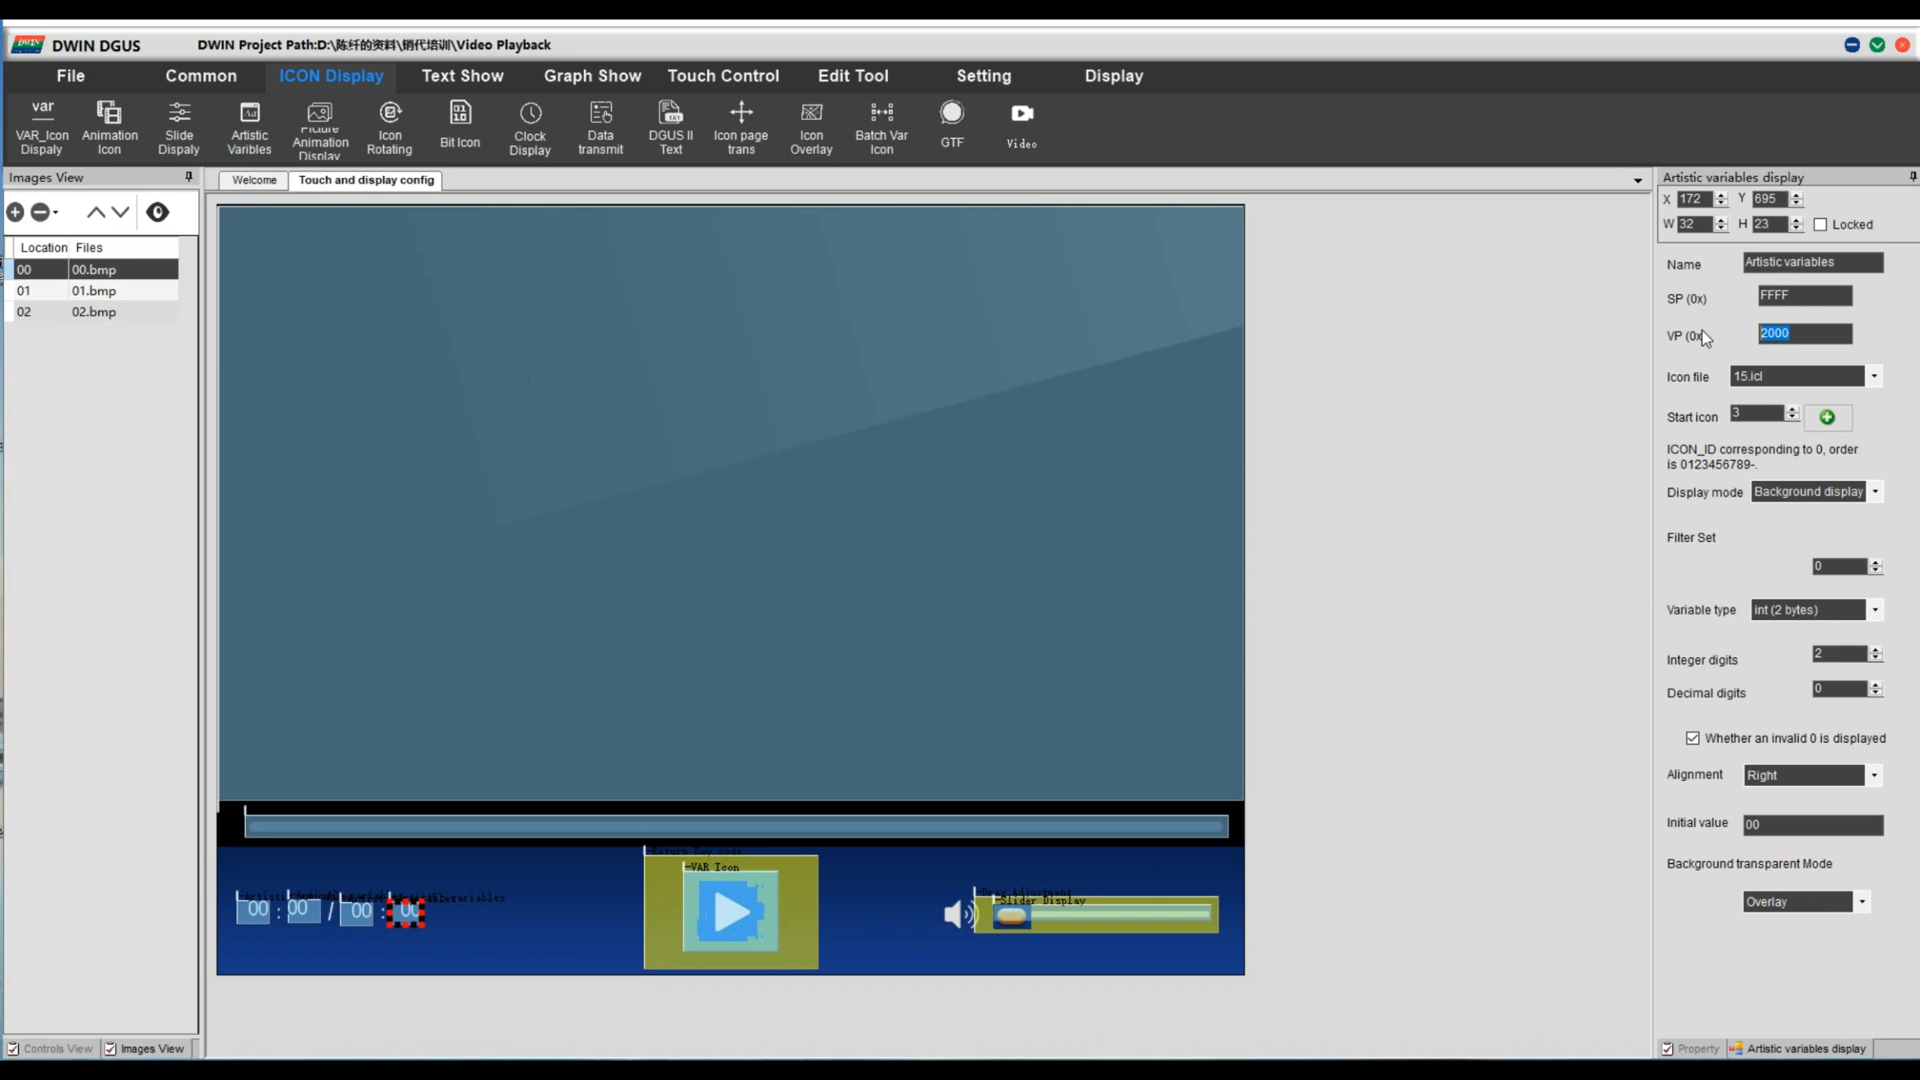 DWIN DGUS DWIN Project Path:D:\陈纤的资料\销代培训\Video Playback
File Common ICON Display Text Show Graph Show Touch Control Edit Tool Setting Display
VAR_Icon Dispaly
Animation Icon
Slide Dispaly
Artistic Varibles
Picture Animation Display
Icon Rotating
Bit Icon
Clock Display
Data transmit
DGUS II Text
Icon page trans
Icon Overlay
Batch Var Icon
GTF
Video
Images View
Welcome Touch and display config
Location Files
00 00.bmp
01 01.bmp
02 02.bmp
Return Key code
VAR Icon
00 : 00 / 00 : 00
Drag Adjustment
Slider Display
Artistic variables display
X 172 Y 695
W 32 H 23 Locked
Name Artistic variables
SP (0x) FFFF
VP (0x 2000
Icon file 15.icl
Start icon 3
ICON_ID corresponding to 0, order
is 0123456789-.
Display mode Background display
Filter Set
0
Variable type int (2 bytes)
Integer digits 2
Decimal digits 0
Whether an invalid 0 is displayed
Alignment Right
Initial value 00
Background transparent Mode
Overlay
Controls View Images View
Property Artistic variables display